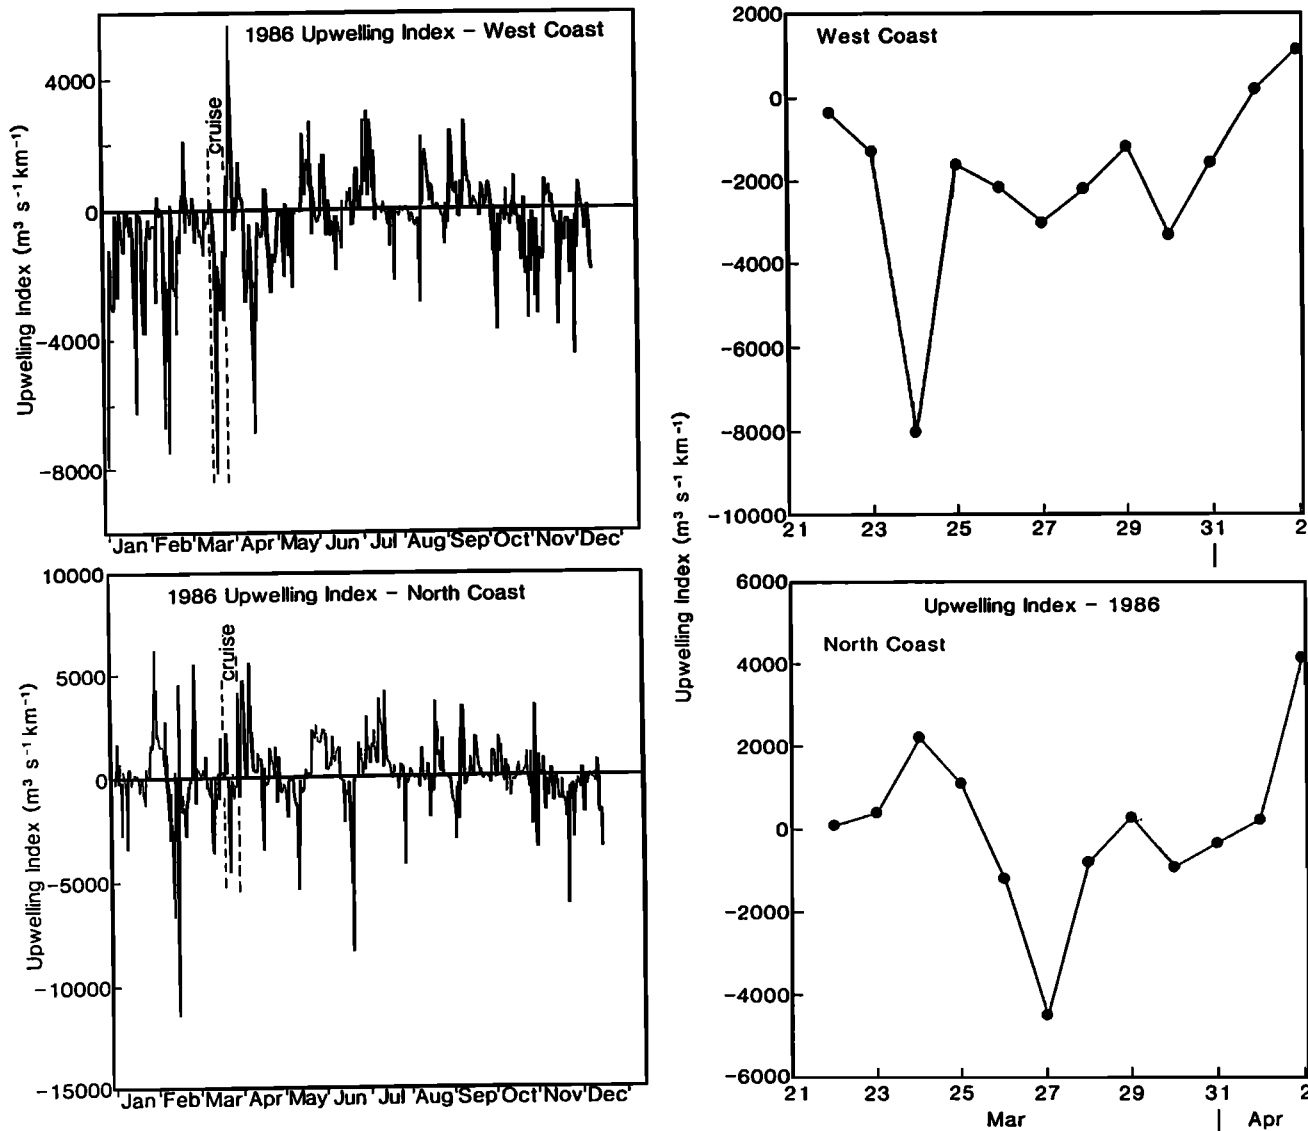 1986 Upwelling Index – West Coast
cruise
Upwelling Index (m³ s⁻¹ km⁻¹)
4000
0
−4000
−8000
Jan Feb Mar Apr May Jun Jul Aug Sep Oct Nov Dec
1986 Upwelling Index – North Coast
cruise
Upwelling Index (m³ s⁻¹ km⁻¹)
10000
5000
0
−5000
−10000
−15000
Jan Feb Mar Apr May Jun Jul Aug Sep Oct Nov Dec
Upwelling Index (m³ s⁻¹ km⁻¹)
West Coast
2000
0
−2000
−4000
−6000
−8000
−10000
21 23 25 27 29 31 2
Upwelling Index – 1986
North Coast
6000
4000
2000
0
−2000
−4000
−6000
21 23 25 27 29 31 2
Mar | Apr